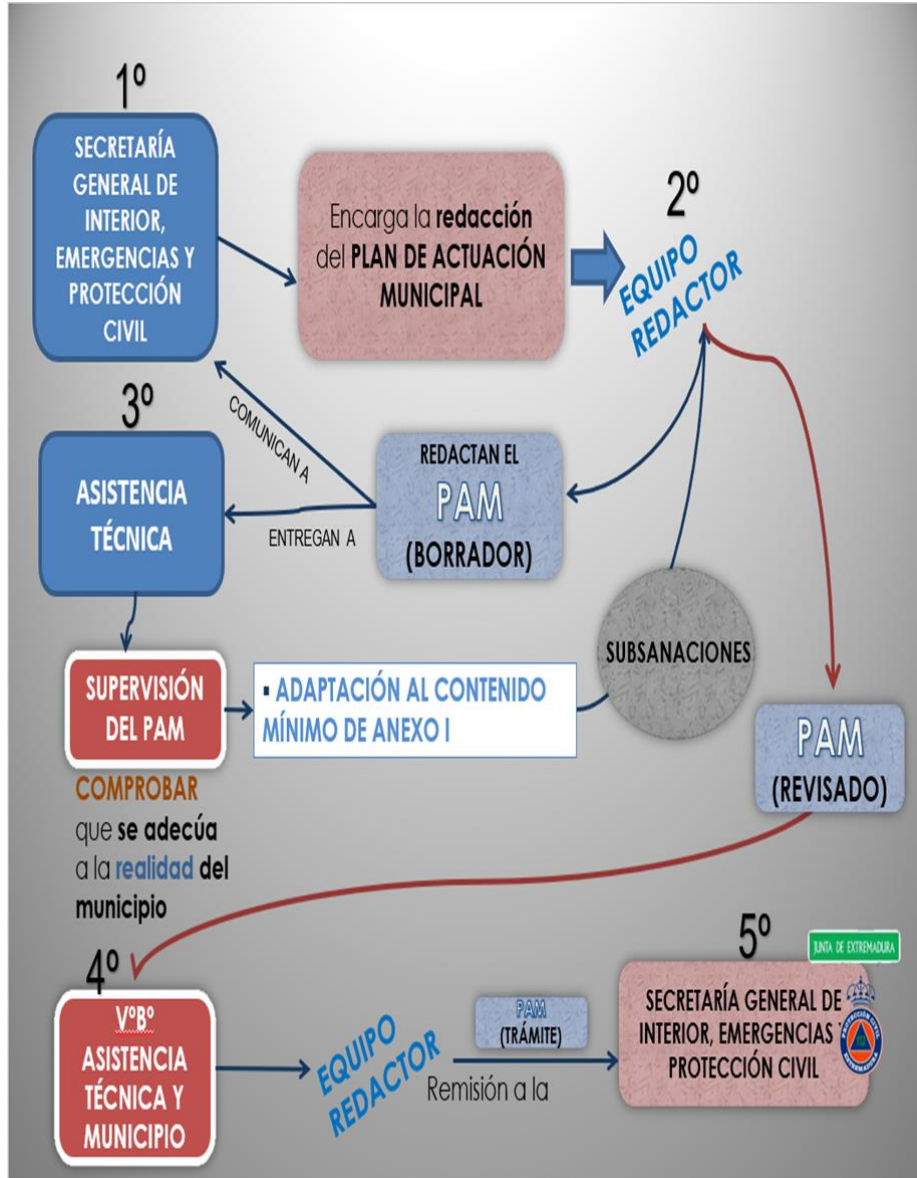 1º
SECRETARÍA
GENERAL DE
INTERIOR,
EMERGENCIAS Y
PROTECCIÓN
CIVIL
Encarga la redacción
del PLAN DE ACTUACIÓN
MUNICIPAL
2º
EQUIPO
REDACTOR
3º
ASISTENCIA
TÉCNICA
COMUNICAN A
ENTREGAN A
REDACTAN EL
PAM
(BORRADOR)
SUPERVISIÓN
DEL PAM
▪ ADAPTACIÓN AL CONTENIDO
MÍNIMO DE ANEXO I
SUBSANACIONES
PAM
(REVISADO)
COMPROBAR
que se adecúa
a la realidad del
municipio
4º
VºBº
ASISTENCIA
TÉCNICA Y
MUNICIPIO
EQUIPO
REDACTOR
PAM
(TRÁMITE)
Remisión a la
5º
JUNTA DE EXTREMADURA
SECRETARÍA GENERAL DE
INTERIOR, EMERGENCIAS
PROTECCIÓN CIVIL
PROTECCIÓN CIVIL
EXTREMADURA